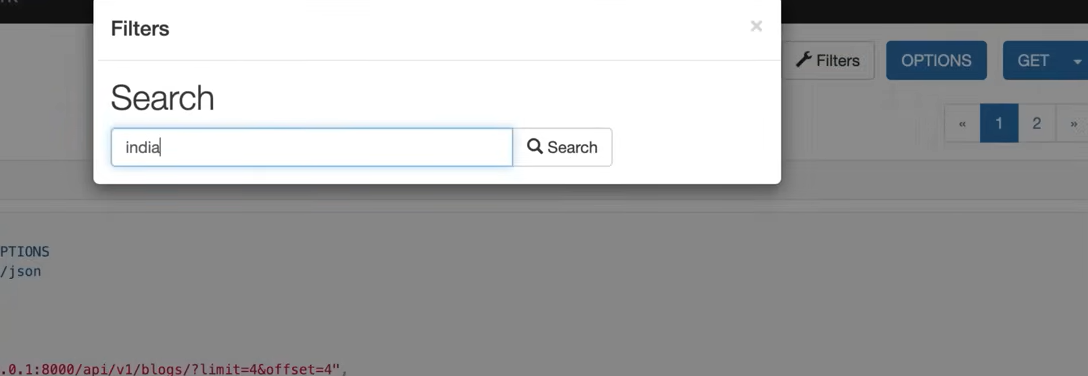 Filters
×
Filters
OPTIONS
GET
Search
india
Search
«
1
2
»
PTIONS
/json
.0.1:8000/api/v1/blogs/?limit=4&offset=4",